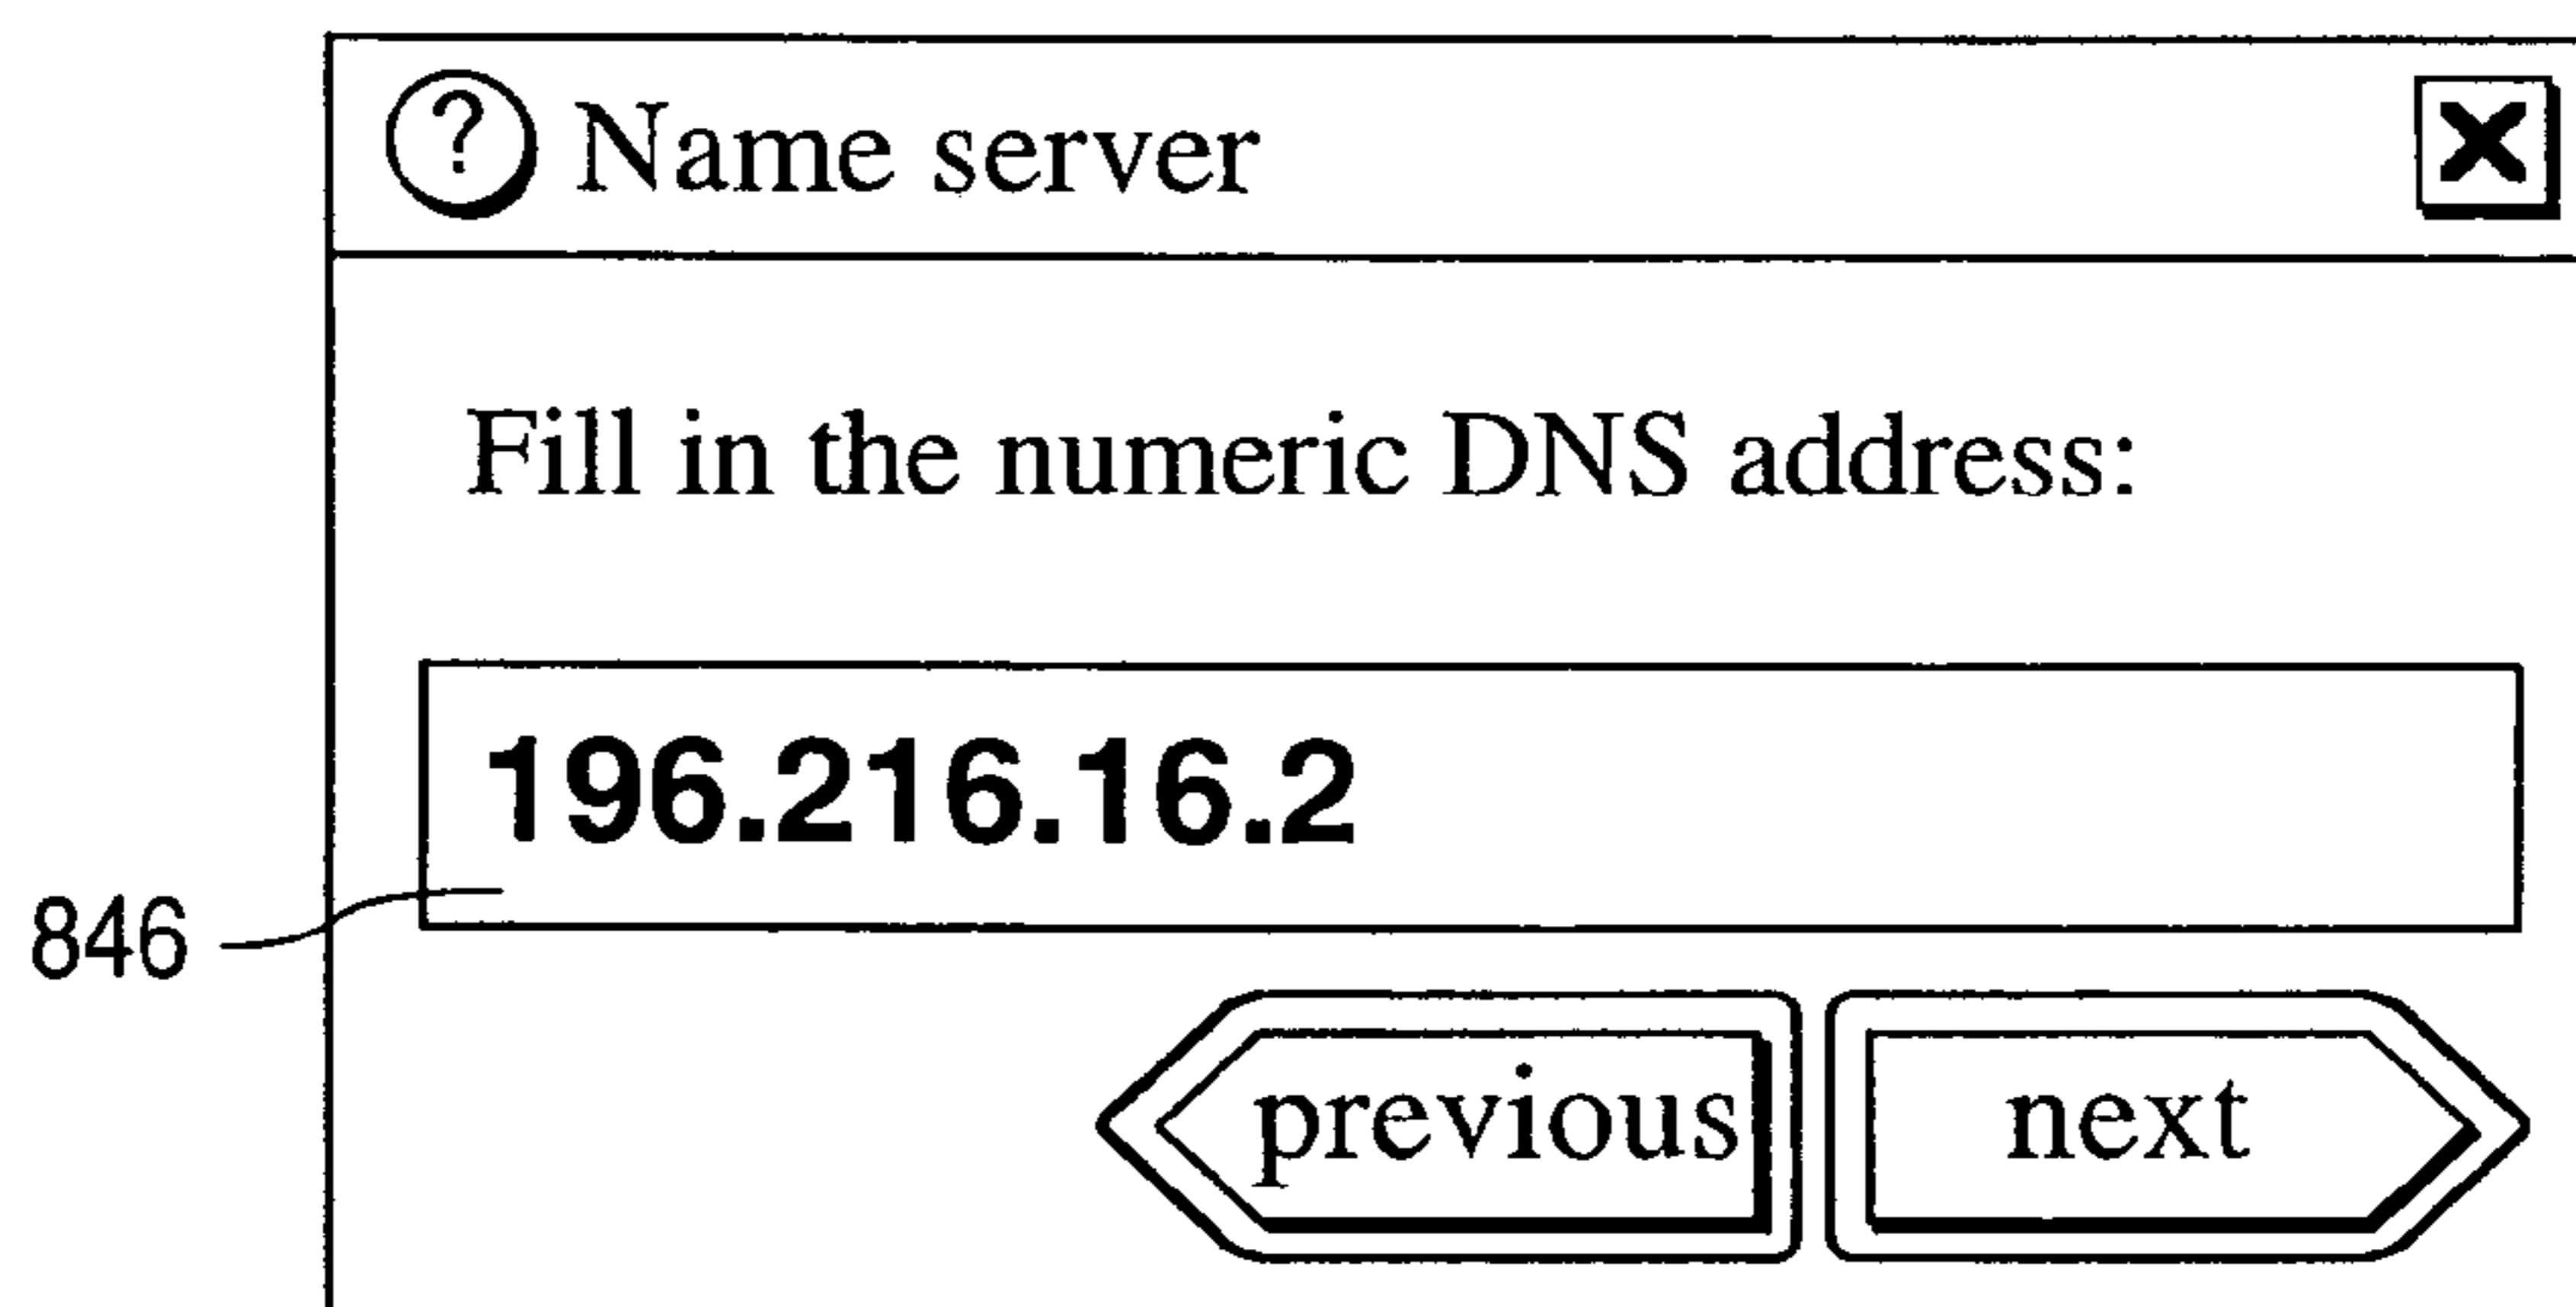 ? Name server X
Fill in the numeric DNS address:
196.216.16.2
846
previous next